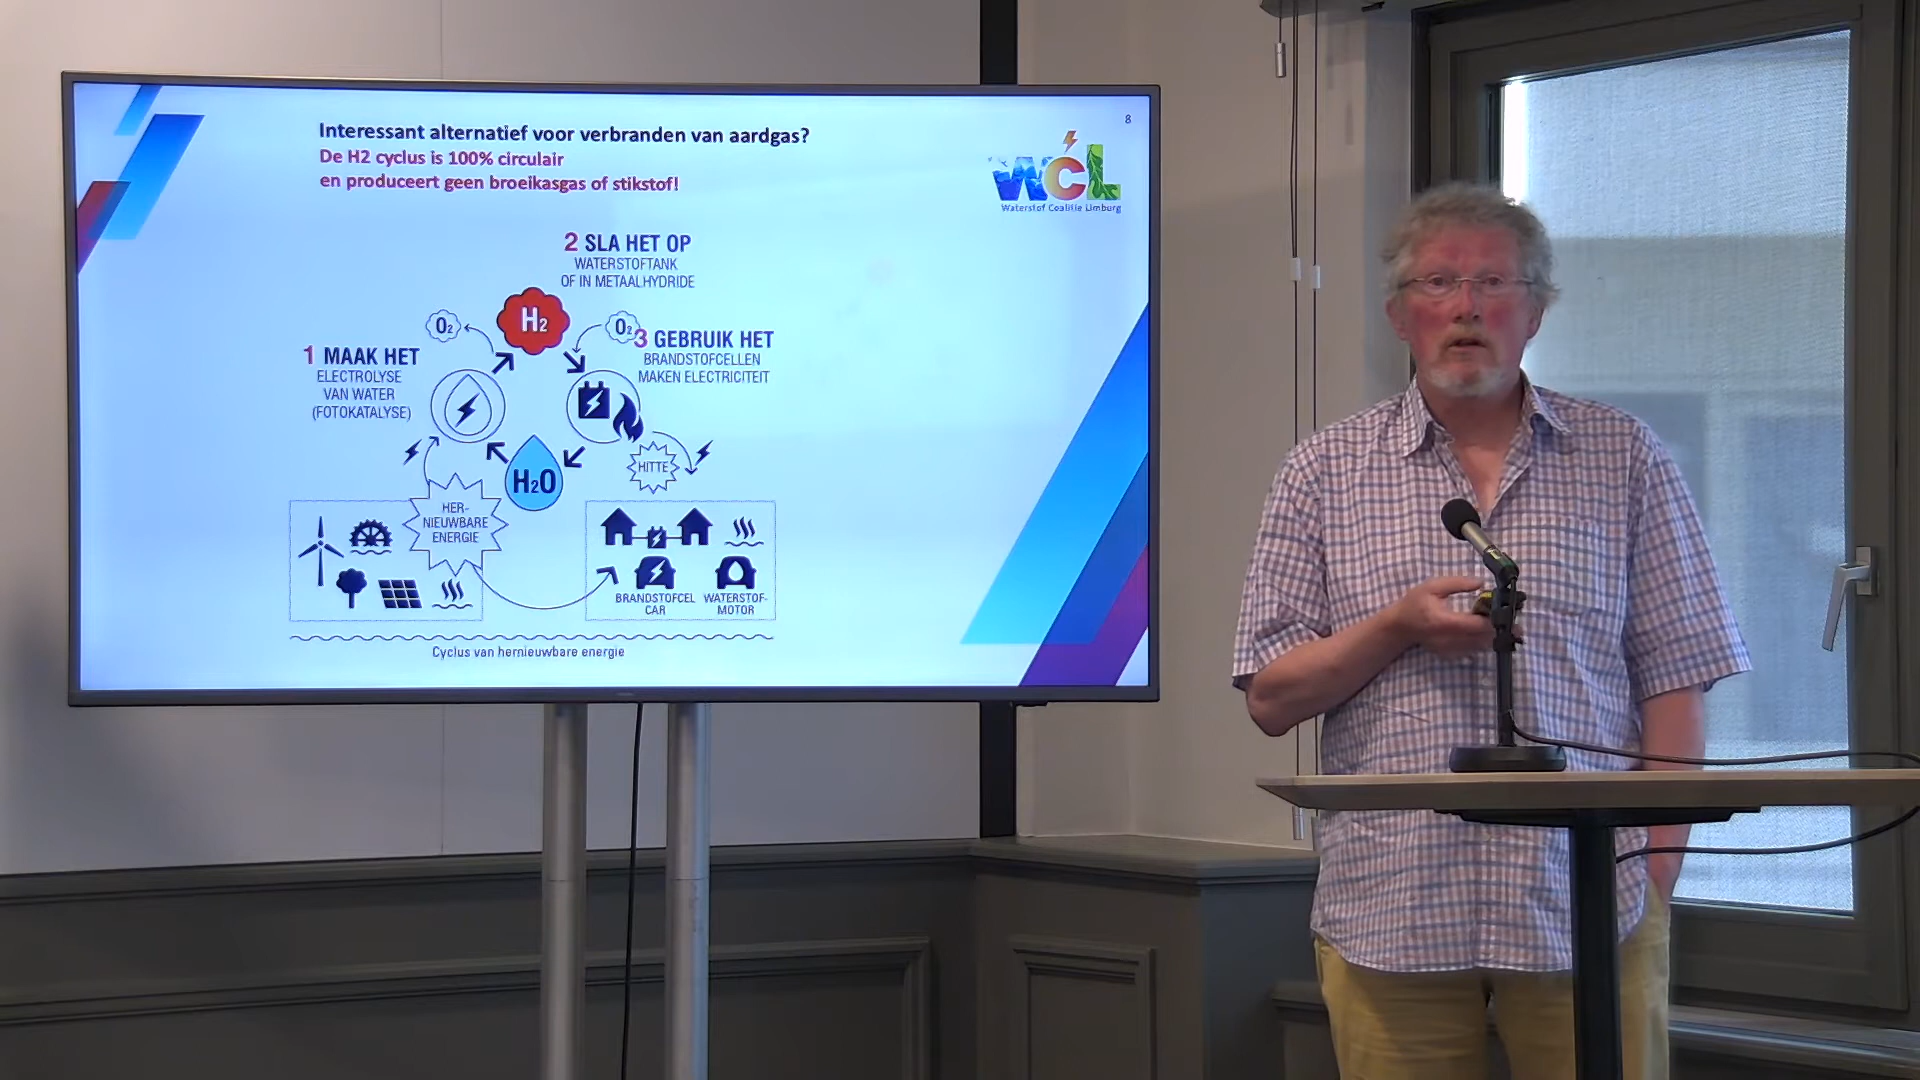 8
Interessant alternatief voor verbranden van aardgas?
De H2 cyclus is 100% circulair
en produceert geen broeikasgas of stikstof!
WCL
Waterstof Coalitie Limburg
2 SLA HET OP
WATERSTOFTANK
OF IN METAALHYDRIDE
H2
O2
O2
3 GEBRUIK HET
BRANDSTOFCELLEN
MAKEN ELECTRICITEIT
1 MAAK HET
ELECTROLYSE
VAN WATER
(FOTOKATALYSE)
H2O
HITTE
HER-
NIEUWBARE
ENERGIE
BRANDSTOFCEL
CAR
WATERSTOF-
MOTOR
Cyclus van hernieuwbare energie